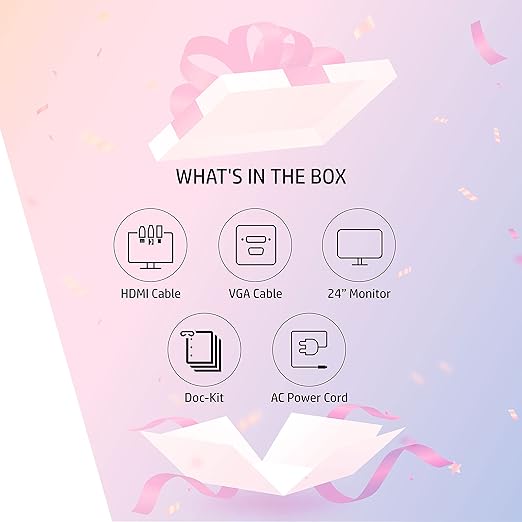 WHAT'S IN THE BOX
HDMI Cable
VGA Cable
24” Monitor
Doc-Kit
AC Power Cord